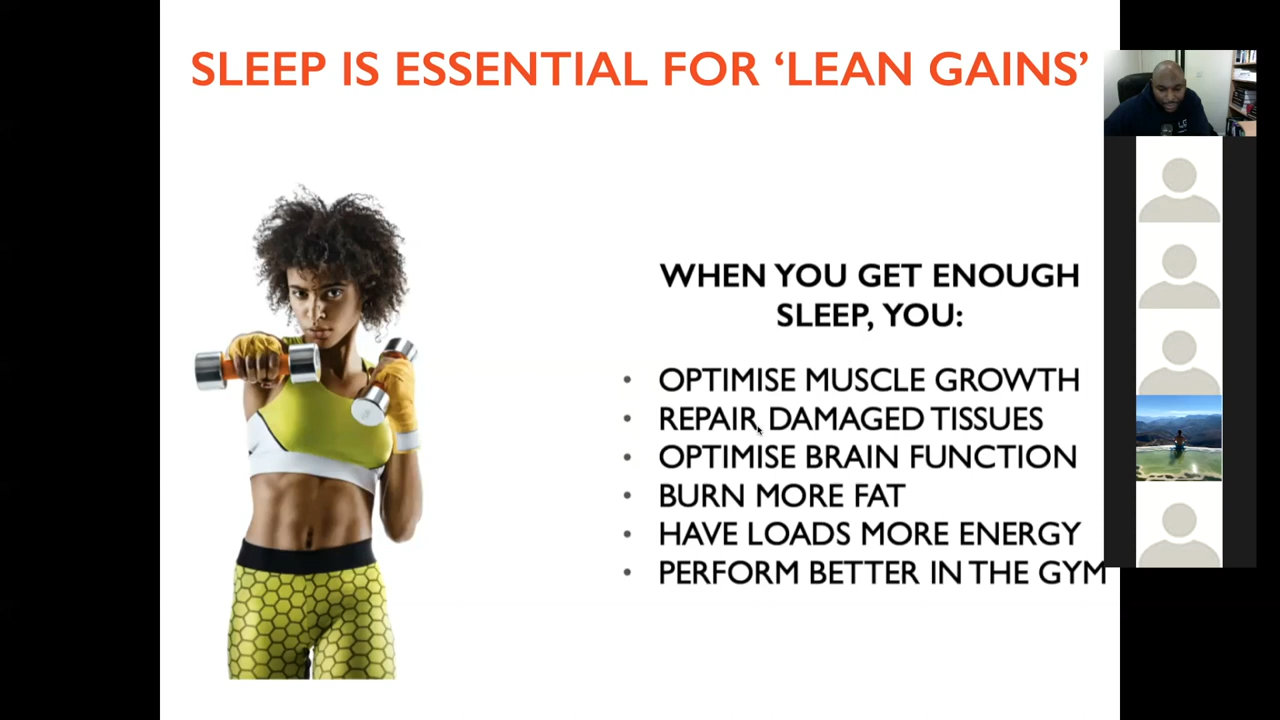 SLEEP IS ESSENTIAL FOR ‘LEAN GAINS’
WHEN YOU GET ENOUGH
SLEEP, YOU:
• OPTIMISE MUSCLE GROWTH
• REPAIR DAMAGED TISSUES
• OPTIMISE BRAIN FUNCTION
• BURN MORE FAT
• HAVE LOADS MORE ENERGY
• PERFORM BETTER IN THE GYM